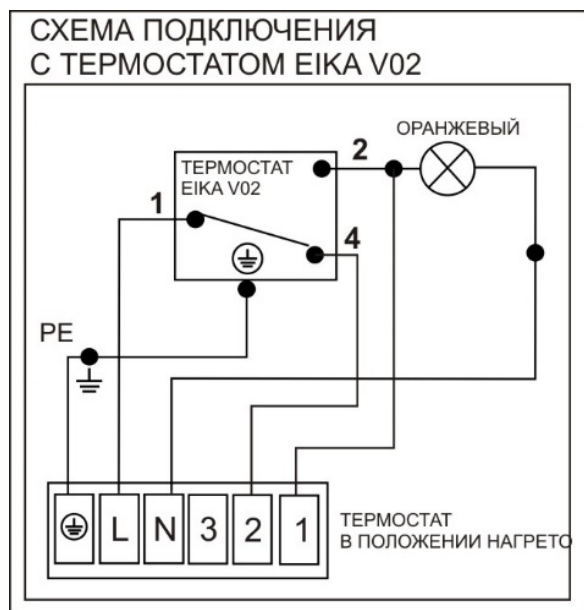 СХЕМА ПОДКЛЮЧЕНИЯ
С ТЕРМОСТАТОМ EIKA V02
ОРАНЖЕВЫЙ
2
ТЕРМОСТАТ
EIKA V02
1
4
PE
L N 3 2 1
ТЕРМОСТАТ
В ПОЛОЖЕНИИ НАГРЕТО